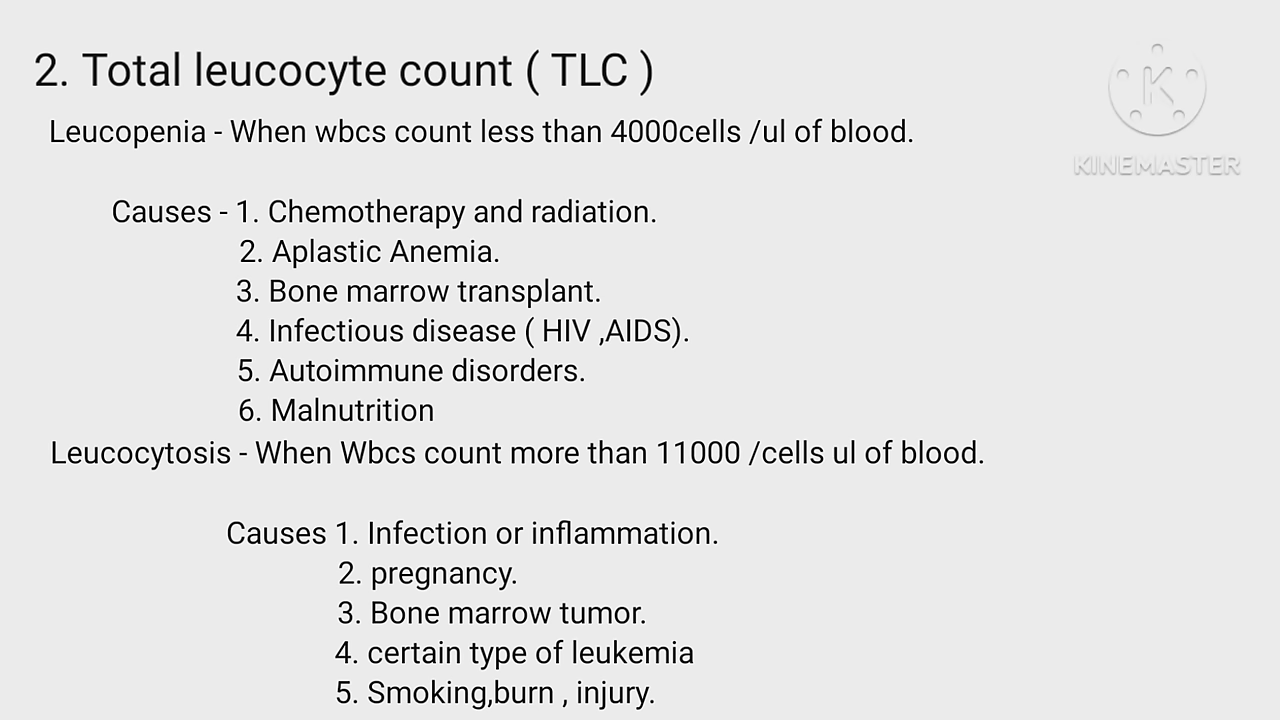 2. Total leucocyte count ( TLC )
Leucopenia - When wbcs count less than 4000cells /ul of blood.
K
KINEMASTER
Causes - 1. Chemotherapy and radiation.
2. Aplastic Anemia.
3. Bone marrow transplant.
4. Infectious disease ( HIV ,AIDS).
5. Autoimmune disorders.
6. Malnutrition
Leucocytosis - When Wbcs count more than 11000 /cells ul of blood.
Causes 1. Infection or inflammation.
2. pregnancy.
3. Bone marrow tumor.
4. certain type of leukemia
5. Smoking,burn , injury.